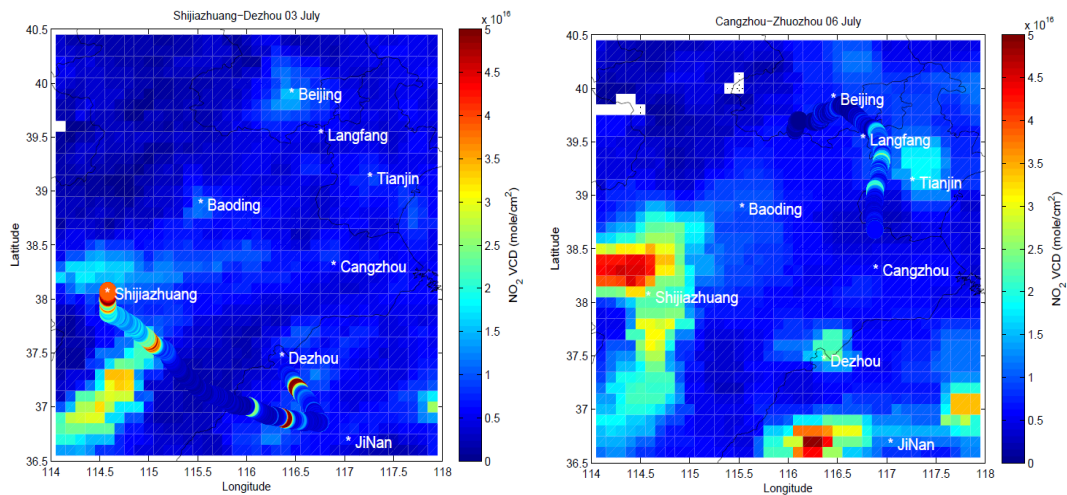 Shijiazhuang-Dezhou 03 July
x 10^16
40.5
40
39.5
39
38.5
38
37.5
37
36.5
Latitude
114
114.5
115
115.5
116
116.5
117
117.5
118
Longitude
* Beijing
* Langfang
* Tianjin
* Baoding
* Cangzhou
* Shijiazhuang
* Dezhou
* JiNan
5
4.5
4
3.5
3
2.5
2
1.5
1
0.5
0
NO2 VCD (mole/cm²)
Cangzhou-Zhuozhou 06 July
x 10^16
40.5
40
39.5
39
38.5
38
37.5
37
36.5
Latitude
114
114.5
115
115.5
116
116.5
117
117.5
118
Longitude
* Beijing
* Langfang
* Tianjin
* Baoding
* Cangzhou
* Shijiazhuang
* Dezhou
* JiNan
5
4.5
4
3.5
3
2.5
2
1.5
1
0.5
0
NO2 VCD (mole/cm²)